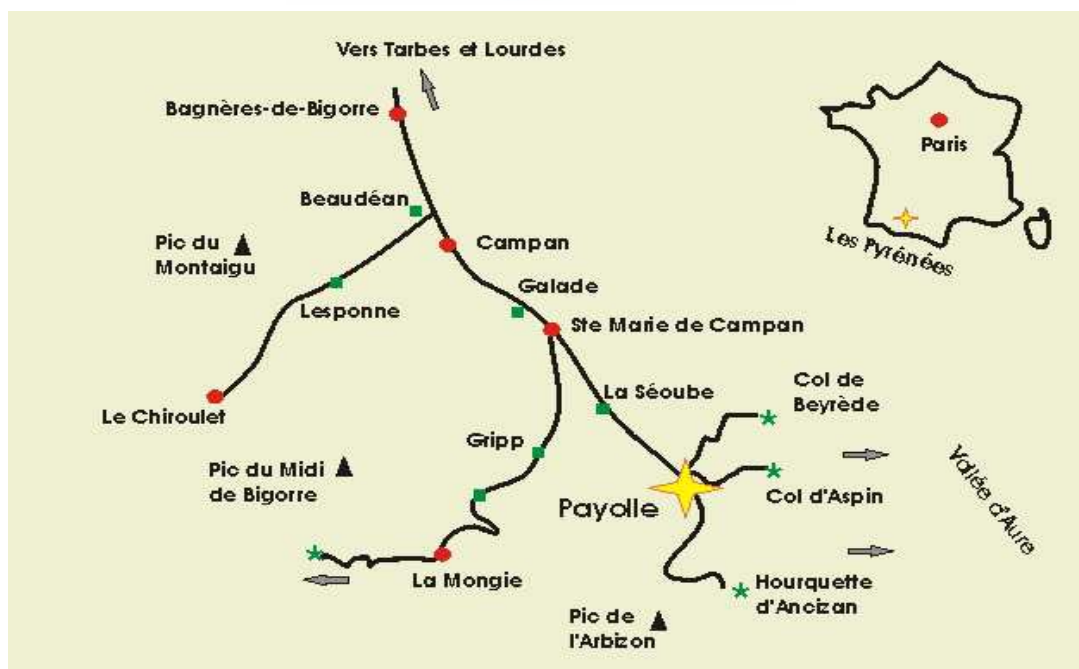 Vers Tarbes et Lourdes
Bagnères-de-Bigorre
Paris
Beaudéan
Les Pyrénées
Pic du
Montaigu
Campan
Galade
Lesponne
Ste Marie de Campan
Le Chiroulet
La Séoube
Col de
Beyrède
Gripp
Pic du Midi
de Bigorre
Payolle
Col d'Aspin
Vallée d'Aure
La Mongie
Hourquette
d'Ancizan
Pic de
l'Arbizon